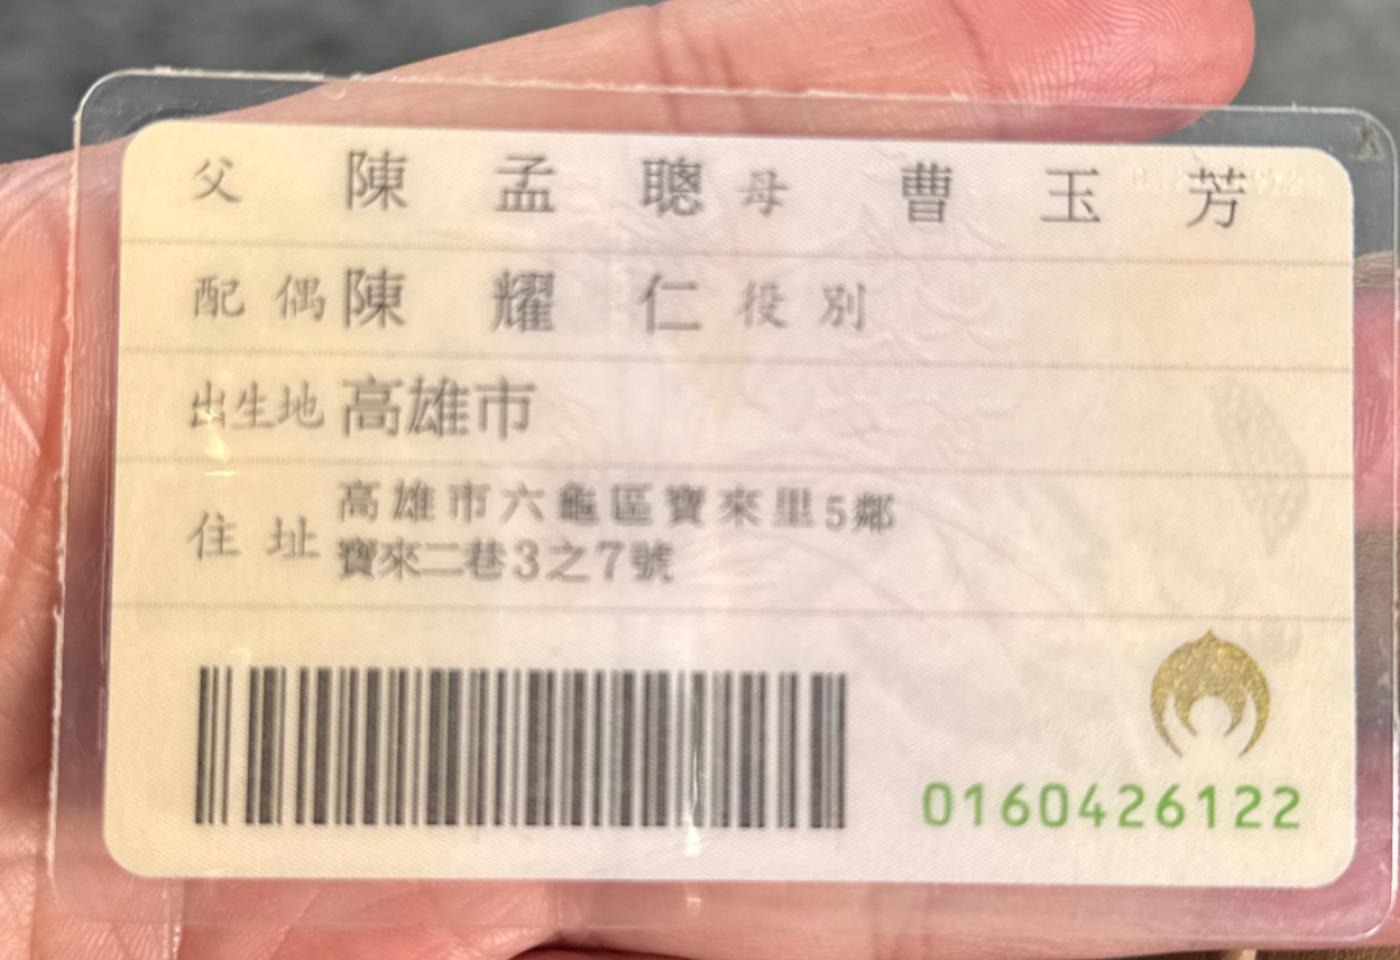 父 陳孟聰 母 曹玉芳
配偶 陳耀仁 役別
出生地 高雄市
住址 高雄市六龜區寶來里5鄰
寶來二巷3之7號
0160426122